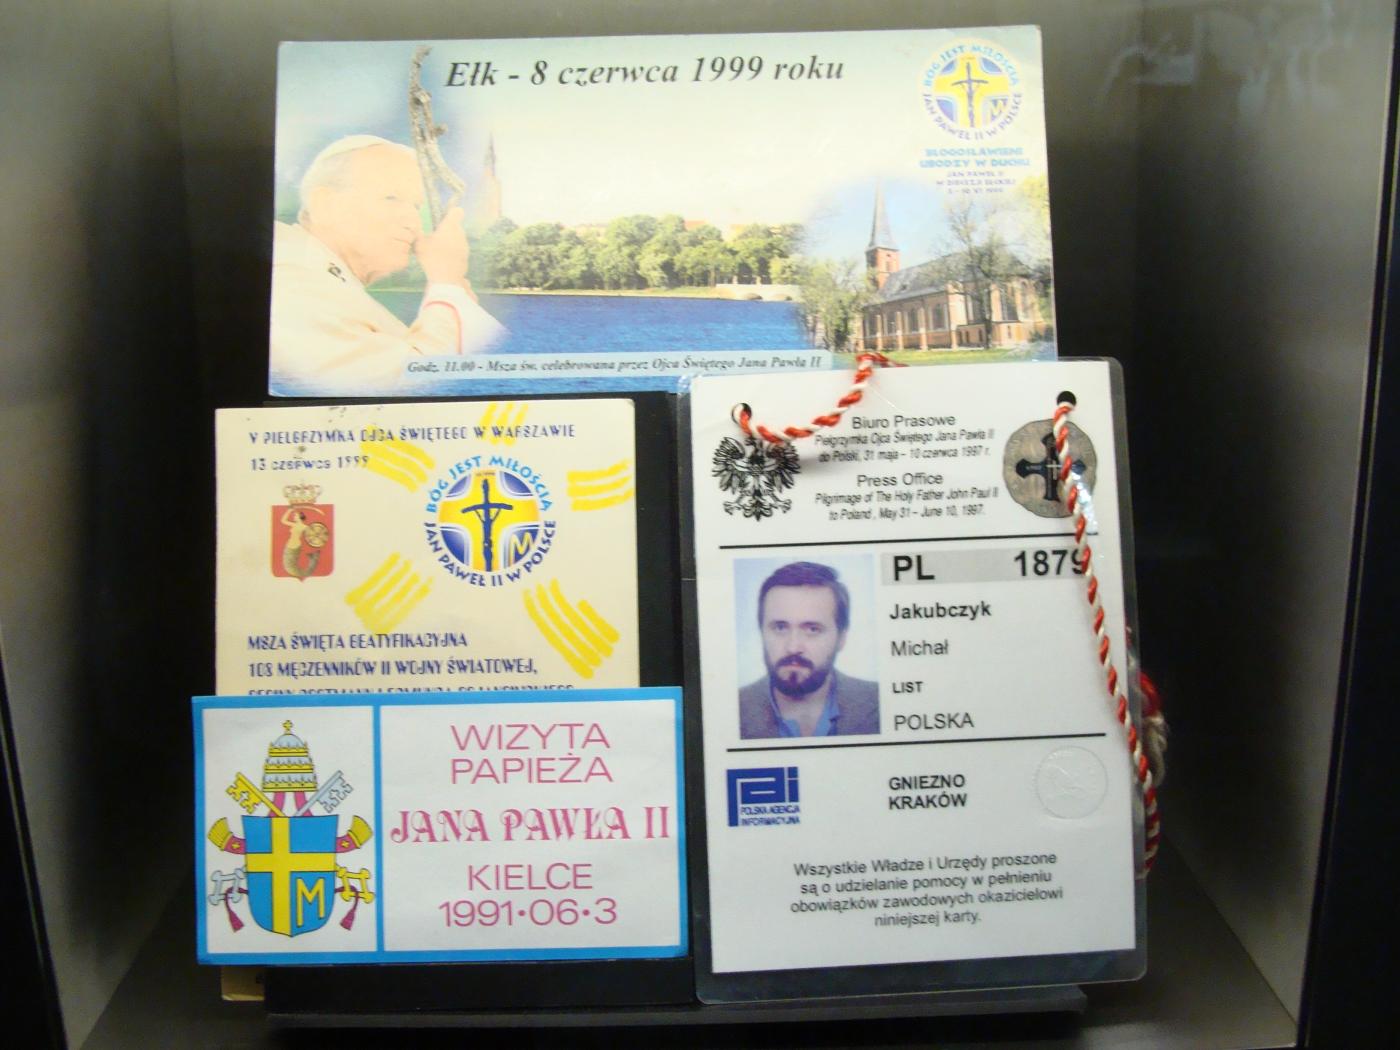 Ełk - 8 czerwca 1999 roku
BÓG JEST MIŁOŚCIĄ
JAN PAWEŁ II W POLSCE
M
BŁOGOSŁAWIENI
UBODZY W DUCHU
JAN PAWEŁ II
W DIECEZJI EŁCKIEJ
Godz. 11.00 - Msza św. celebrowana przez Ojca Świętego Jana Pawła II
V PIELGRZYMKA OJCA ŚWIĘTEGO W WARSZAWIE
13 czerwca 1999
BÓG JEST MIŁOŚCIĄ
JAN PAWEŁ II W POLSCE
M
MSZA ŚWIĘTA BEATYFIKACYJNA
108 MĘCZENNIKÓW II WOJNY ŚWIATOWEJ,
WIZYTA
PAPIEŻA
JANA PAWŁA II
KIELCE
1991·06·3
M
Biuro Prasowe
Pielgrzymka Ojca Świętego Jana Pawła II
do Polski, 31 maja – 10 czerwca 1997 r.
Press Office
Pilgrimage of The Holy Father John Paul II
to Poland , May 31 – June 10, 1997.
PL 1879
Jakubczyk
Michał
LIST
POLSKA
pai
POLSKA AGENCJA
INFORMACYJNA
GNIEZNO
KRAKÓW
Wszystkie Władze i Urzędy proszone
są o udzielanie pomocy w pełnieniu
obowiązków zawodowych okazicielowi
niniejszej karty.